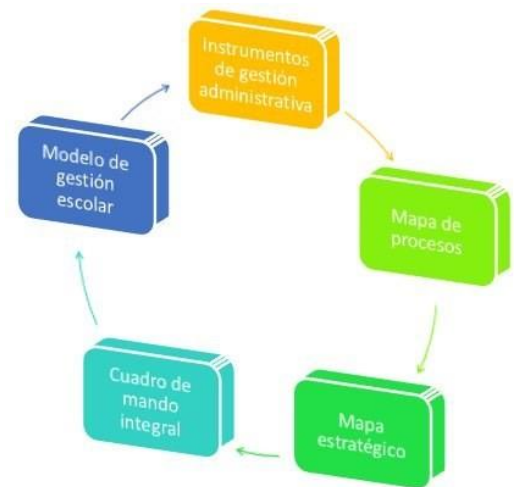 Instrumentos
de gestión
administrativa
Mapa de
procesos
Mapa
estratégico
Cuadro de
mando
integral
Modelo de
gestión
escolar